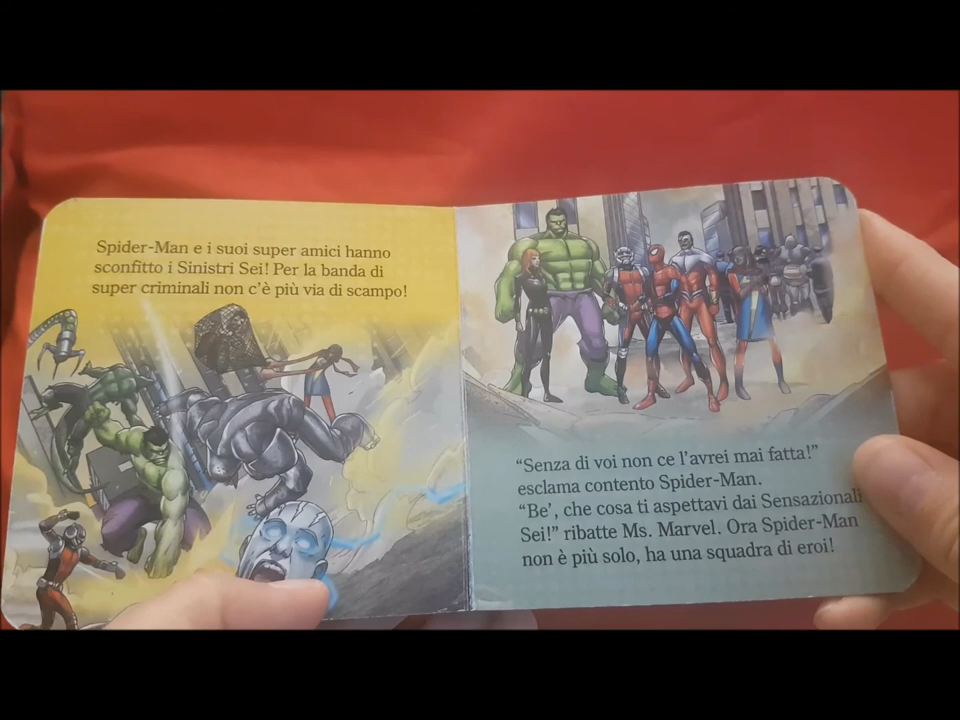 Spider-Man e i suoi super amici hanno
sconfitto i Sinistri Sei! Per la banda di
super criminali non c'è più via di scampo!
“Senza di voi non ce l'avrei mai fatta!”
esclama contento Spider-Man.
“Be', che cosa ti aspettavi dai Sensazionali
Sei!” ribatte Ms. Marvel. Ora Spider-Man
non è più solo, ha una squadra di eroi!